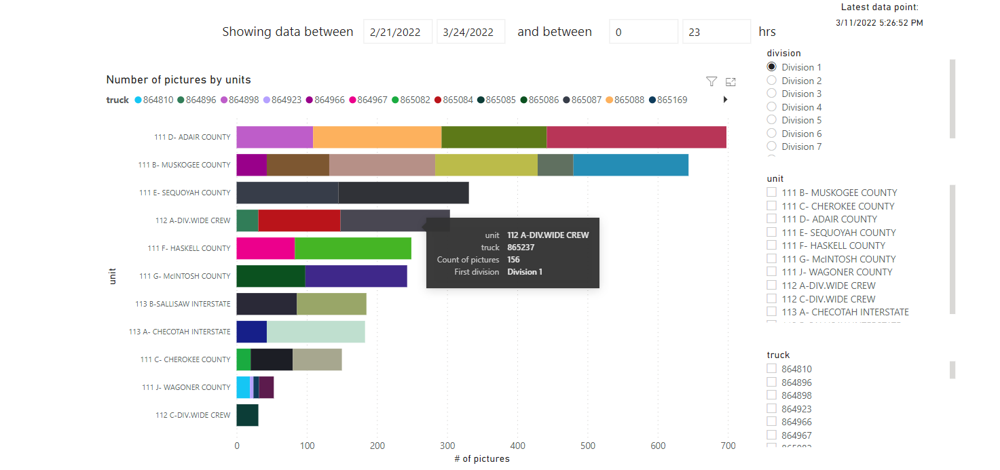 Latest data point:
3/11/2022 5:26:52 PM
Showing data between 2/21/2022 3/24/2022 and between 0 23 hrs
division
Division 1
Division 2
Division 3
Division 4
Division 5
Division 6
Division 7
Number of pictures by units
truck 864810 864896 864898 864923 864966 864967 865082 865084 865085 865086 865087 865088 865169
unit
111 D- ADAIR COUNTY
111 B- MUSKOGEE COUNTY
111 E- SEQUOYAH COUNTY
112 A-DIV.WIDE CREW
111 F- HASKELL COUNTY
111 G- McINTOSH COUNTY
113 B-SALLISAW INTERSTATE
113 A- CHECOTAH INTERSTATE
111 C- CHEROKEE COUNTY
111 J- WAGONER COUNTY
112 C-DIV.WIDE CREW
0 100 200 300 400 500 600 700
# of pictures
unit 112 A-DIV.WIDE CREW
truck 865237
Count of pictures 156
First division Division 1
unit
111 B- MUSKOGEE COUNTY
111 C- CHEROKEE COUNTY
111 D- ADAIR COUNTY
111 E- SEQUOYAH COUNTY
111 F- HASKELL COUNTY
111 G- McINTOSH COUNTY
111 J- WAGONER COUNTY
112 A-DIV.WIDE CREW
112 C-DIV.WIDE CREW
113 A- CHECOTAH INTERSTATE
truck
864810
864896
864898
864923
864966
864967